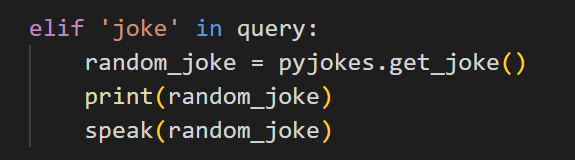 elif 'joke' in query:
    random_joke = pyjokes.get_joke()
    print(random_joke)
    speak(random_joke)